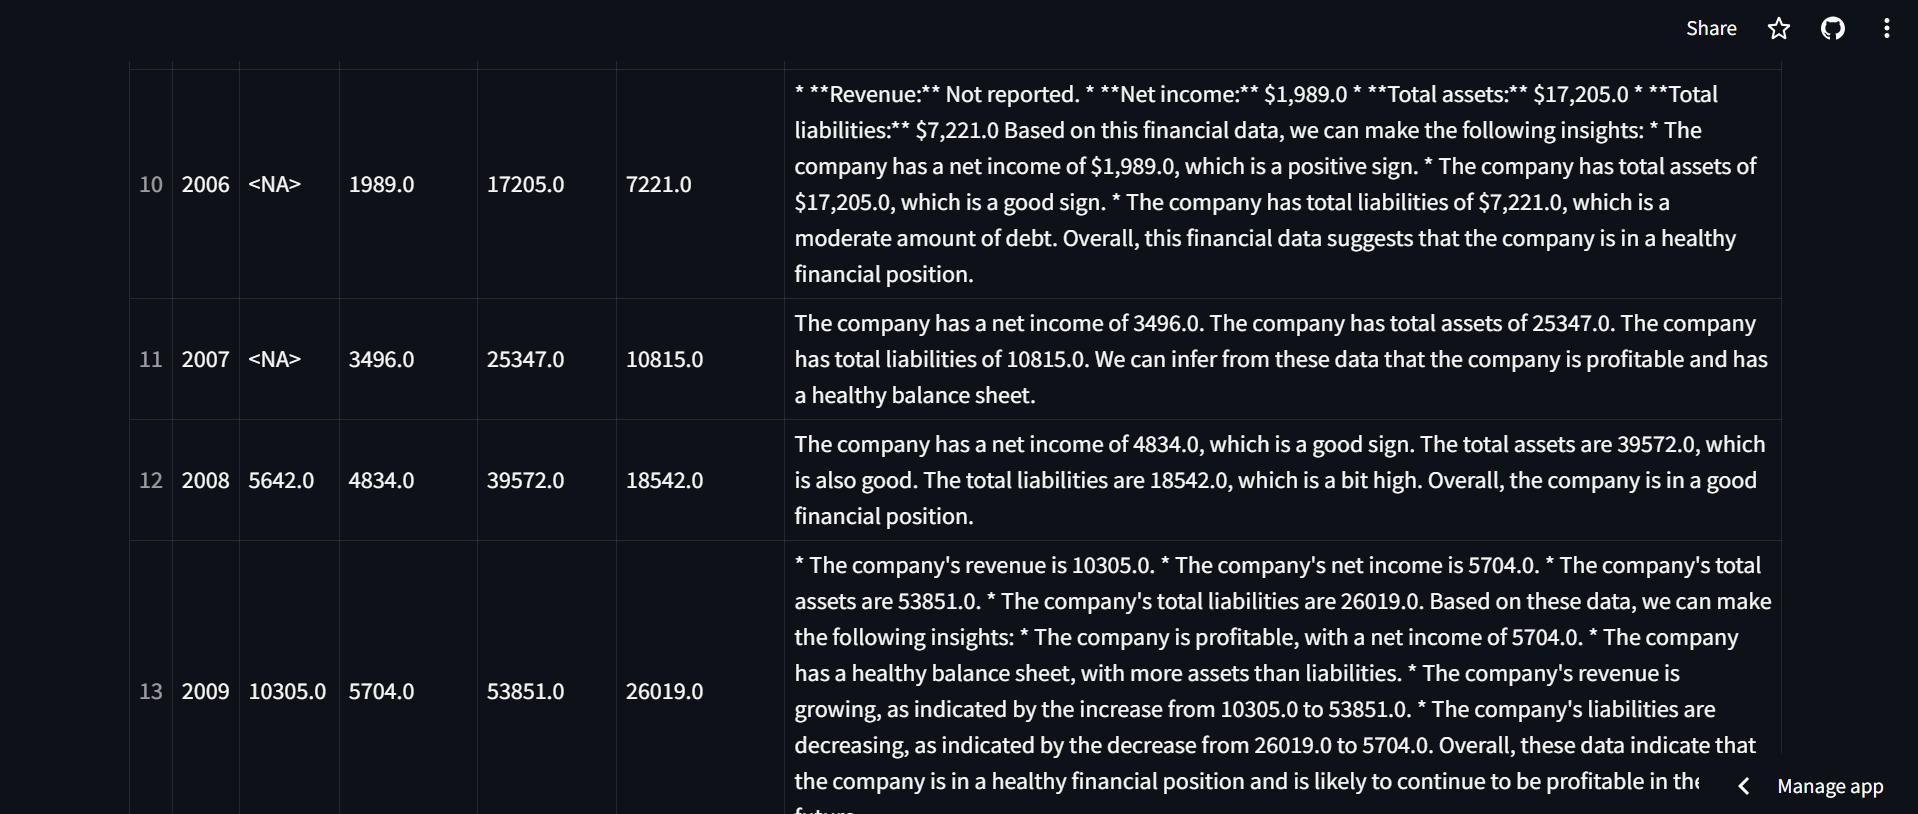 Share
* **Revenue:** Not reported. * **Net income:** $1,989.0 * **Total assets:** $17,205.0 * **Total
liabilities:** $7,221.0 Based on this financial data, we can make the following insights: * The
company has a net income of $1,989.0, which is a positive sign. * The company has total assets of
10 2006 <NA> 1989.0 17205.0 7221.0
$17,205.0, which is a good sign. * The company has total liabilities of $7,221.0, which is a
moderate amount of debt. Overall, this financial data suggests that the company is in a healthy
financial position.
The company has a net income of 3496.0. The company has total assets of 25347.0. The company
11 2007 <NA> 3496.0 25347.0 10815.0
has total liabilities of 10815.0. We can infer from these data that the company is profitable and has
a healthy balance sheet.
The company has a net income of 4834.0, which is a good sign. The total assets are 39572.0, which
12 2008 5642.0 4834.0 39572.0 18542.0
is also good. The total liabilities are 18542.0, which is a bit high. Overall, the company is in a good
financial position.
* The company's revenue is 10305.0. * The company's net income is 5704.0. * The company's total
assets are 53851.0. * The company's total liabilities are 26019.0. Based on these data, we can make
the following insights: * The company is profitable, with a net income of 5704.0. * The company
has a healthy balance sheet, with more assets than liabilities. * The company's revenue is
13 2009 10305.0 5704.0 53851.0 26019.0
growing, as indicated by the increase from 10305.0 to 53851.0. * The company's liabilities are
decreasing, as indicated by the decrease from 26019.0 to 5704.0. Overall, these data indicate that
the company is in a healthy financial position and is likely to continue to be profitable in the
Manage app